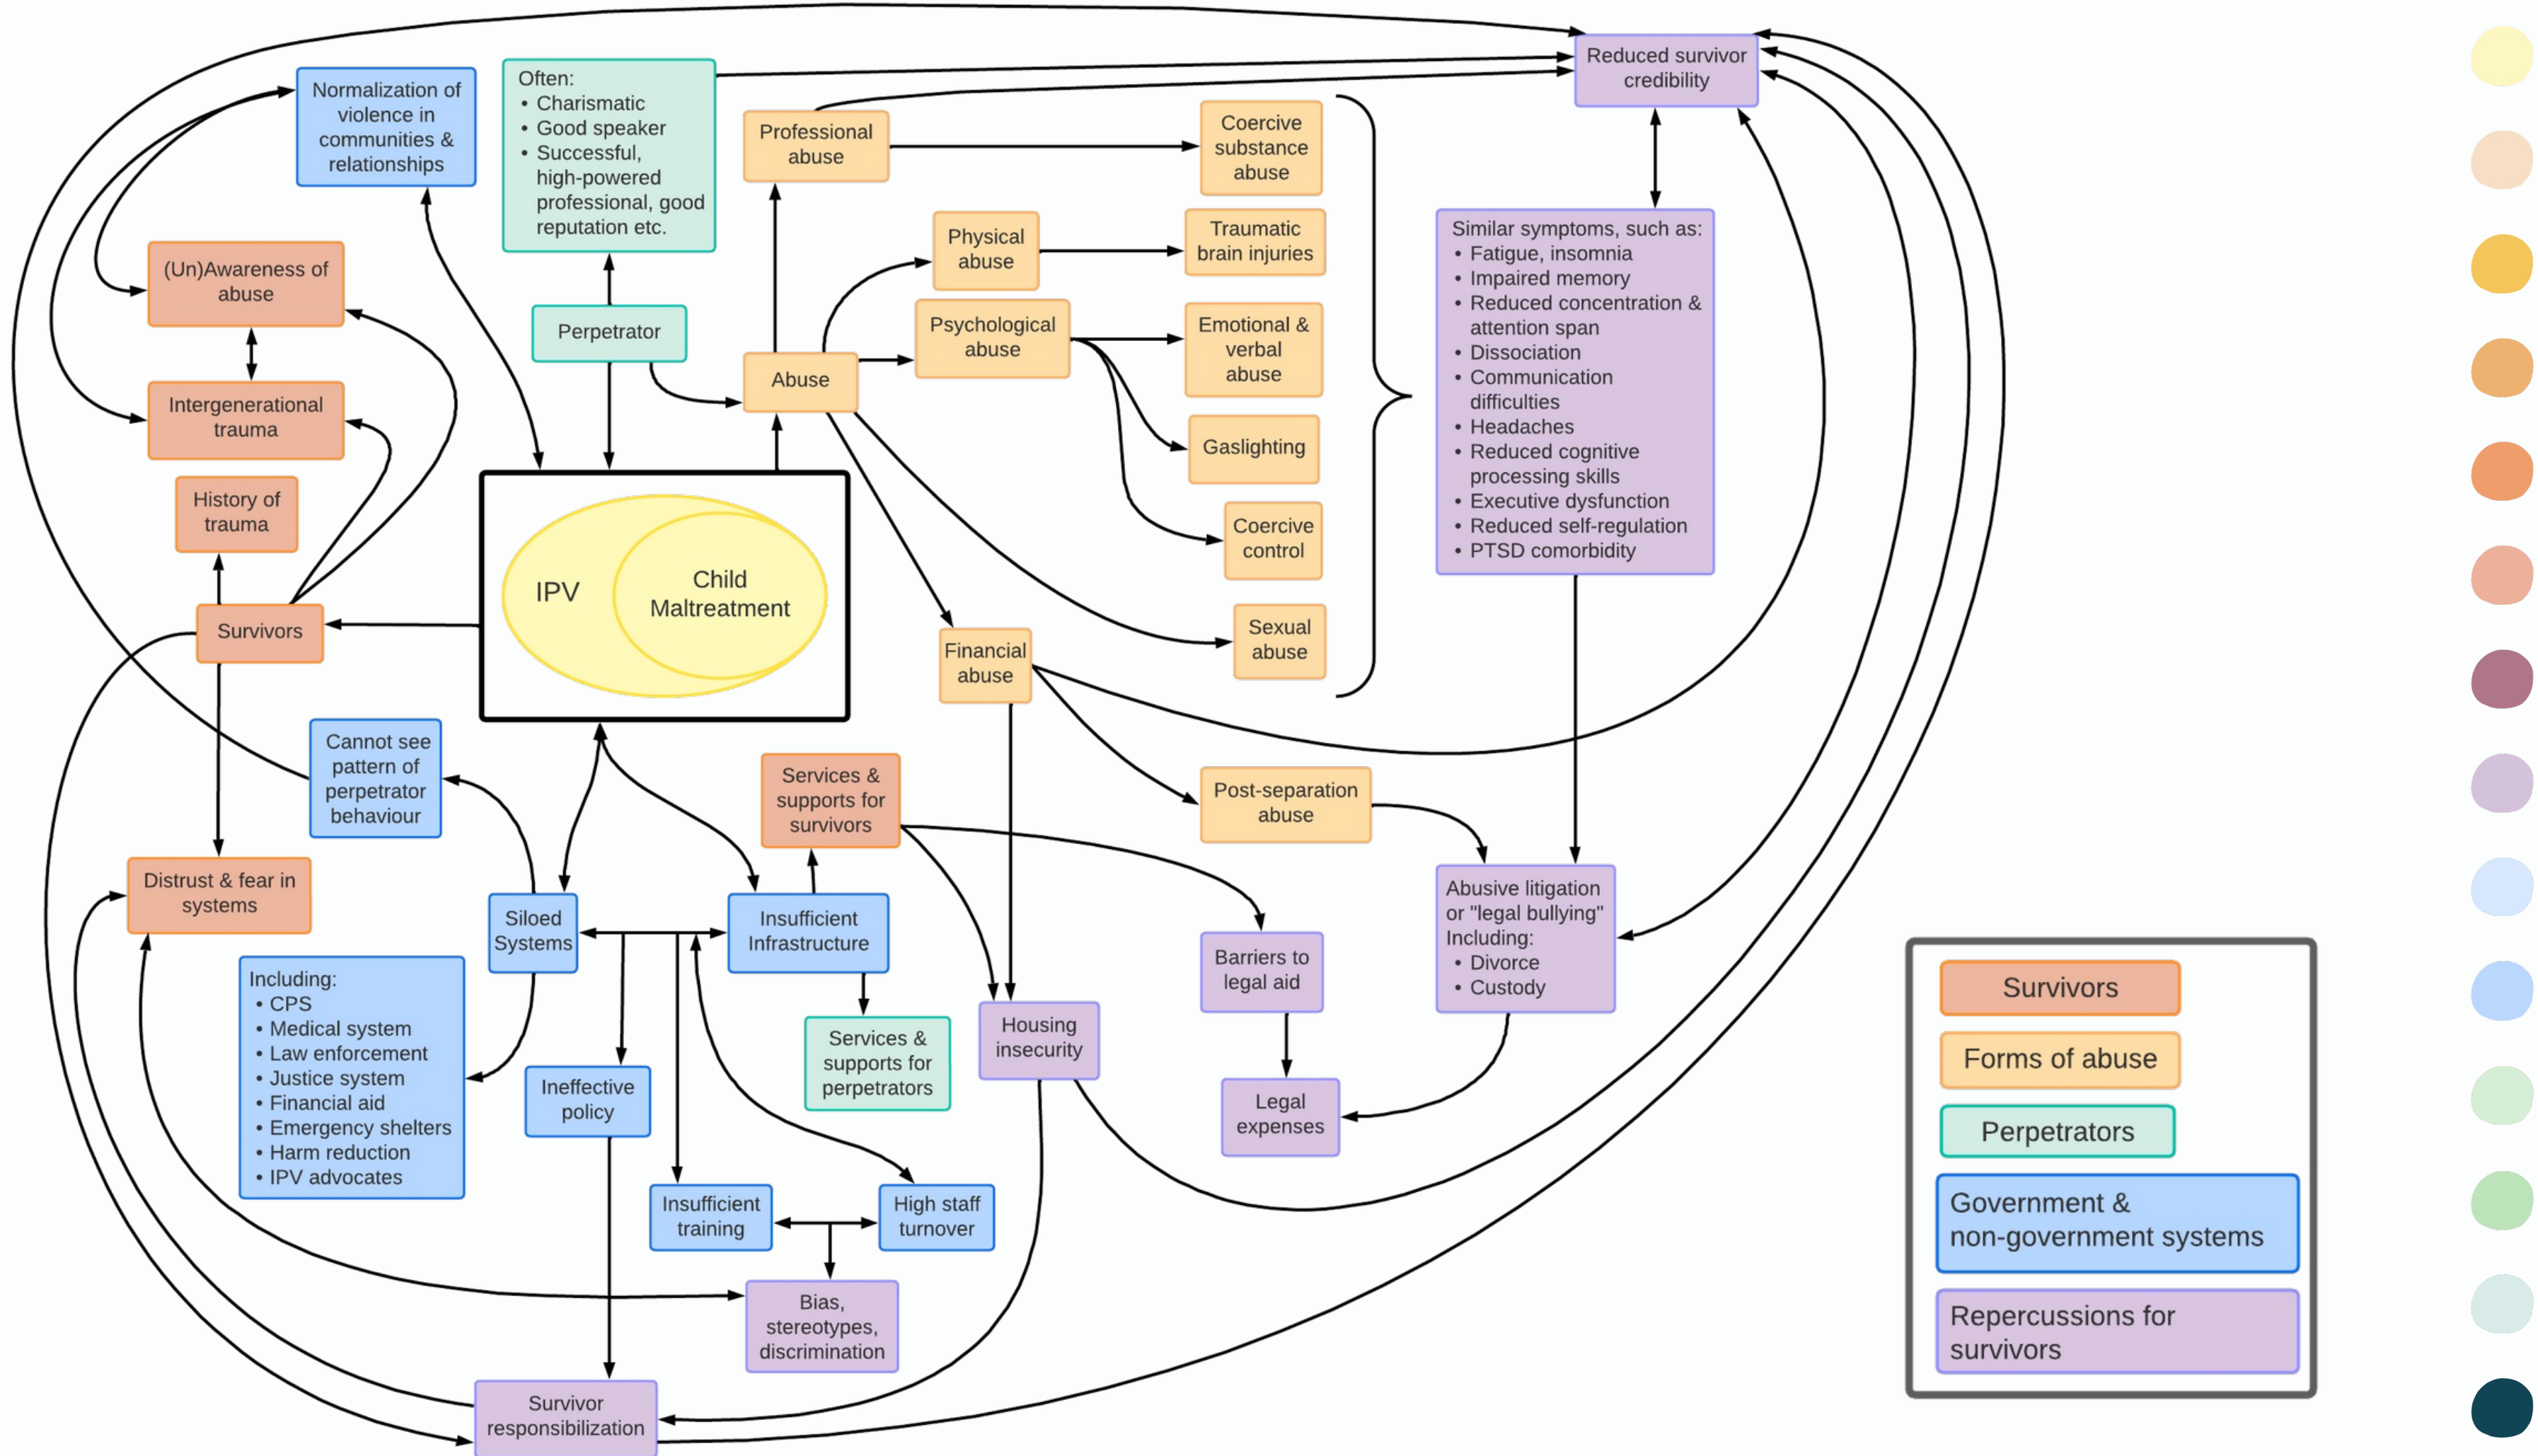 Reduced survivor
credibility
Normalization of
violence in
communities &
relationships
Often:
• Charismatic
• Good speaker
• Successful,
high-powered
professional, good
reputation etc.
Professional
abuse
Coercive
substance
abuse
Physical
abuse
Traumatic
brain injuries
Similar symptoms, such as:
• Fatigue, insomnia
• Impaired memory
• Reduced concentration &
attention span
• Dissociation
• Communication
difficulties
• Headaches
• Reduced cognitive
processing skills
• Executive dysfunction
• Reduced self-regulation
• PTSD comorbidity
(Un)Awareness of
abuse
Perpetrator
Psychological
abuse
Emotional &
verbal
abuse
Abuse
Intergenerational
trauma
Gaslighting
History of
trauma
Coercive
control
IPV
Child
Maltreatment
Survivors
Financial
abuse
Sexual
abuse
Cannot see
pattern of
perpetrator
behaviour
Services &
supports for
survivors
Post-separation
abuse
Distrust & fear in
systems
Siloed
Systems
Insufficient
Infrastructure
Abusive litigation
or "legal bullying"
Including:
• Divorce
• Custody
Barriers to
legal aid
Including:
• CPS
• Medical system
• Law enforcement
• Justice system
• Financial aid
• Emergency shelters
• Harm reduction
• IPV advocates
Services &
supports for
perpetrators
Housing
insecurity
Ineffective
policy
Legal
expenses
Insufficient
training
High staff
turnover
Bias,
stereotypes,
discrimination
Survivor
responsibilization
Survivors
Forms of abuse
Perpetrators
Government &
non-government systems
Repercussions for
survivors